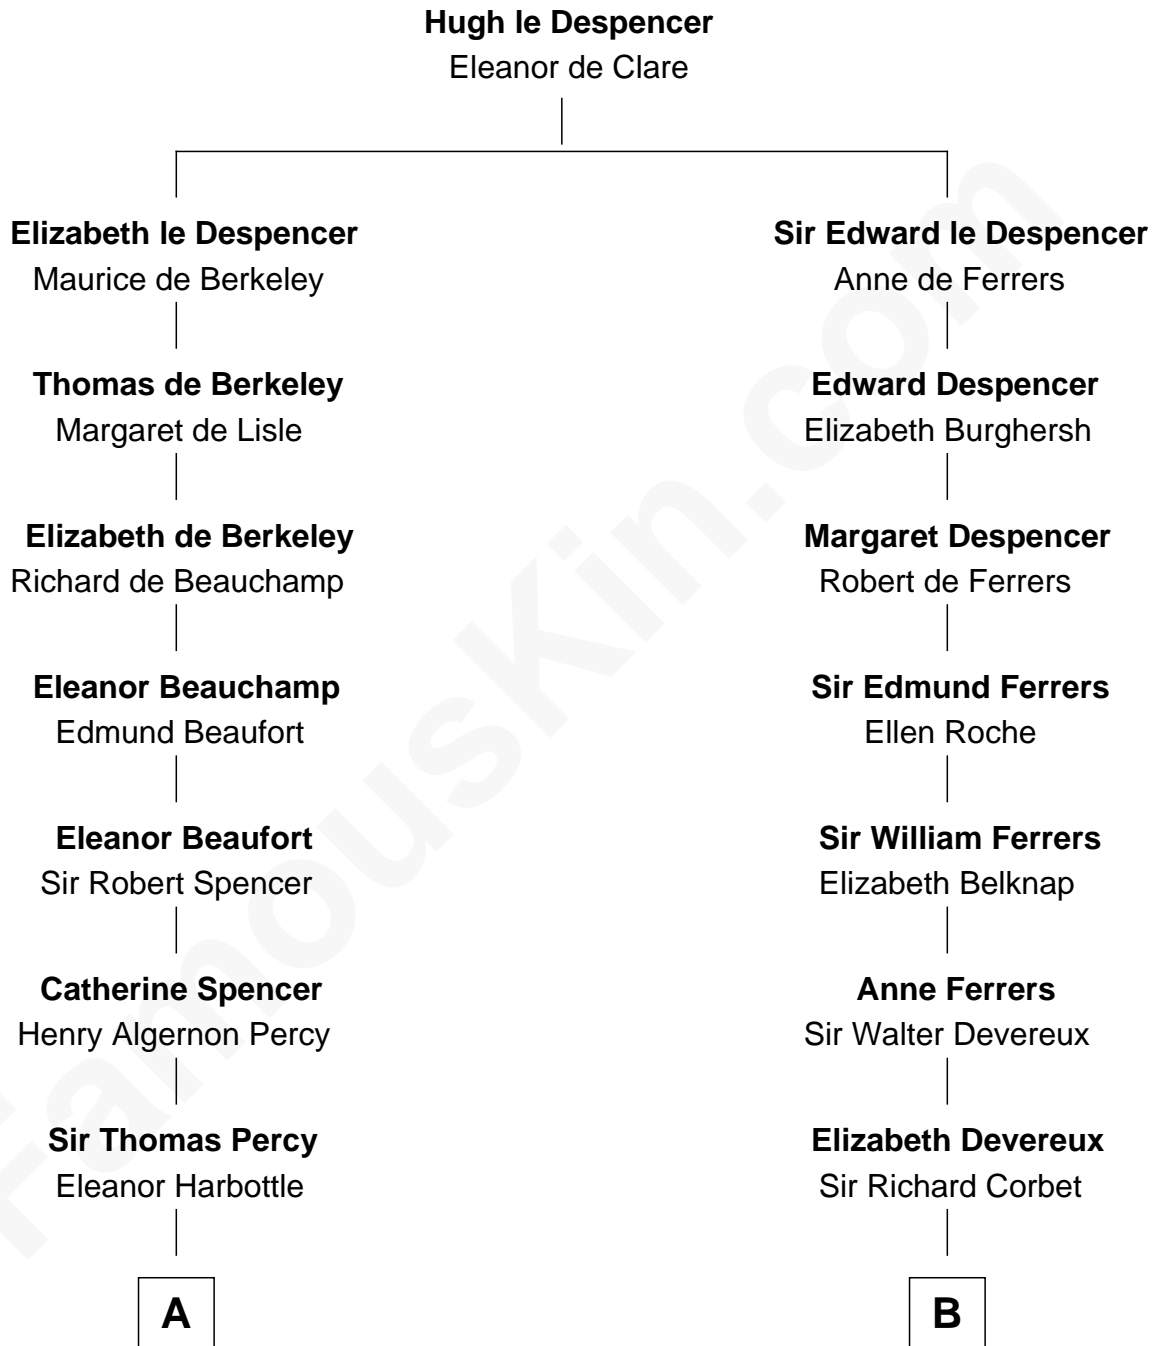 Hugh le Despencer
Eleanor de Clare
Elizabeth le Despencer
Maurice de Berkeley
Thomas de Berkeley
Margaret de Lisle
Elizabeth de Berkeley
Richard de Beauchamp
Eleanor Beauchamp
Edmund Beaufort
Eleanor Beaufort
Sir Robert Spencer
Catherine Spencer
Henry Algernon Percy
Sir Thomas Percy
Eleanor Harbottle
A
Sir Edward le Despencer
Anne de Ferrers
Edward Despencer
Elizabeth Burghersh
Margaret Despencer
Robert de Ferrers
Sir Edmund Ferrers
Ellen Roche
Sir William Ferrers
Elizabeth Belknap
Anne Ferrers
Sir Walter Devereux
Elizabeth Devereux
Sir Richard Corbet
B
FamousKin.com